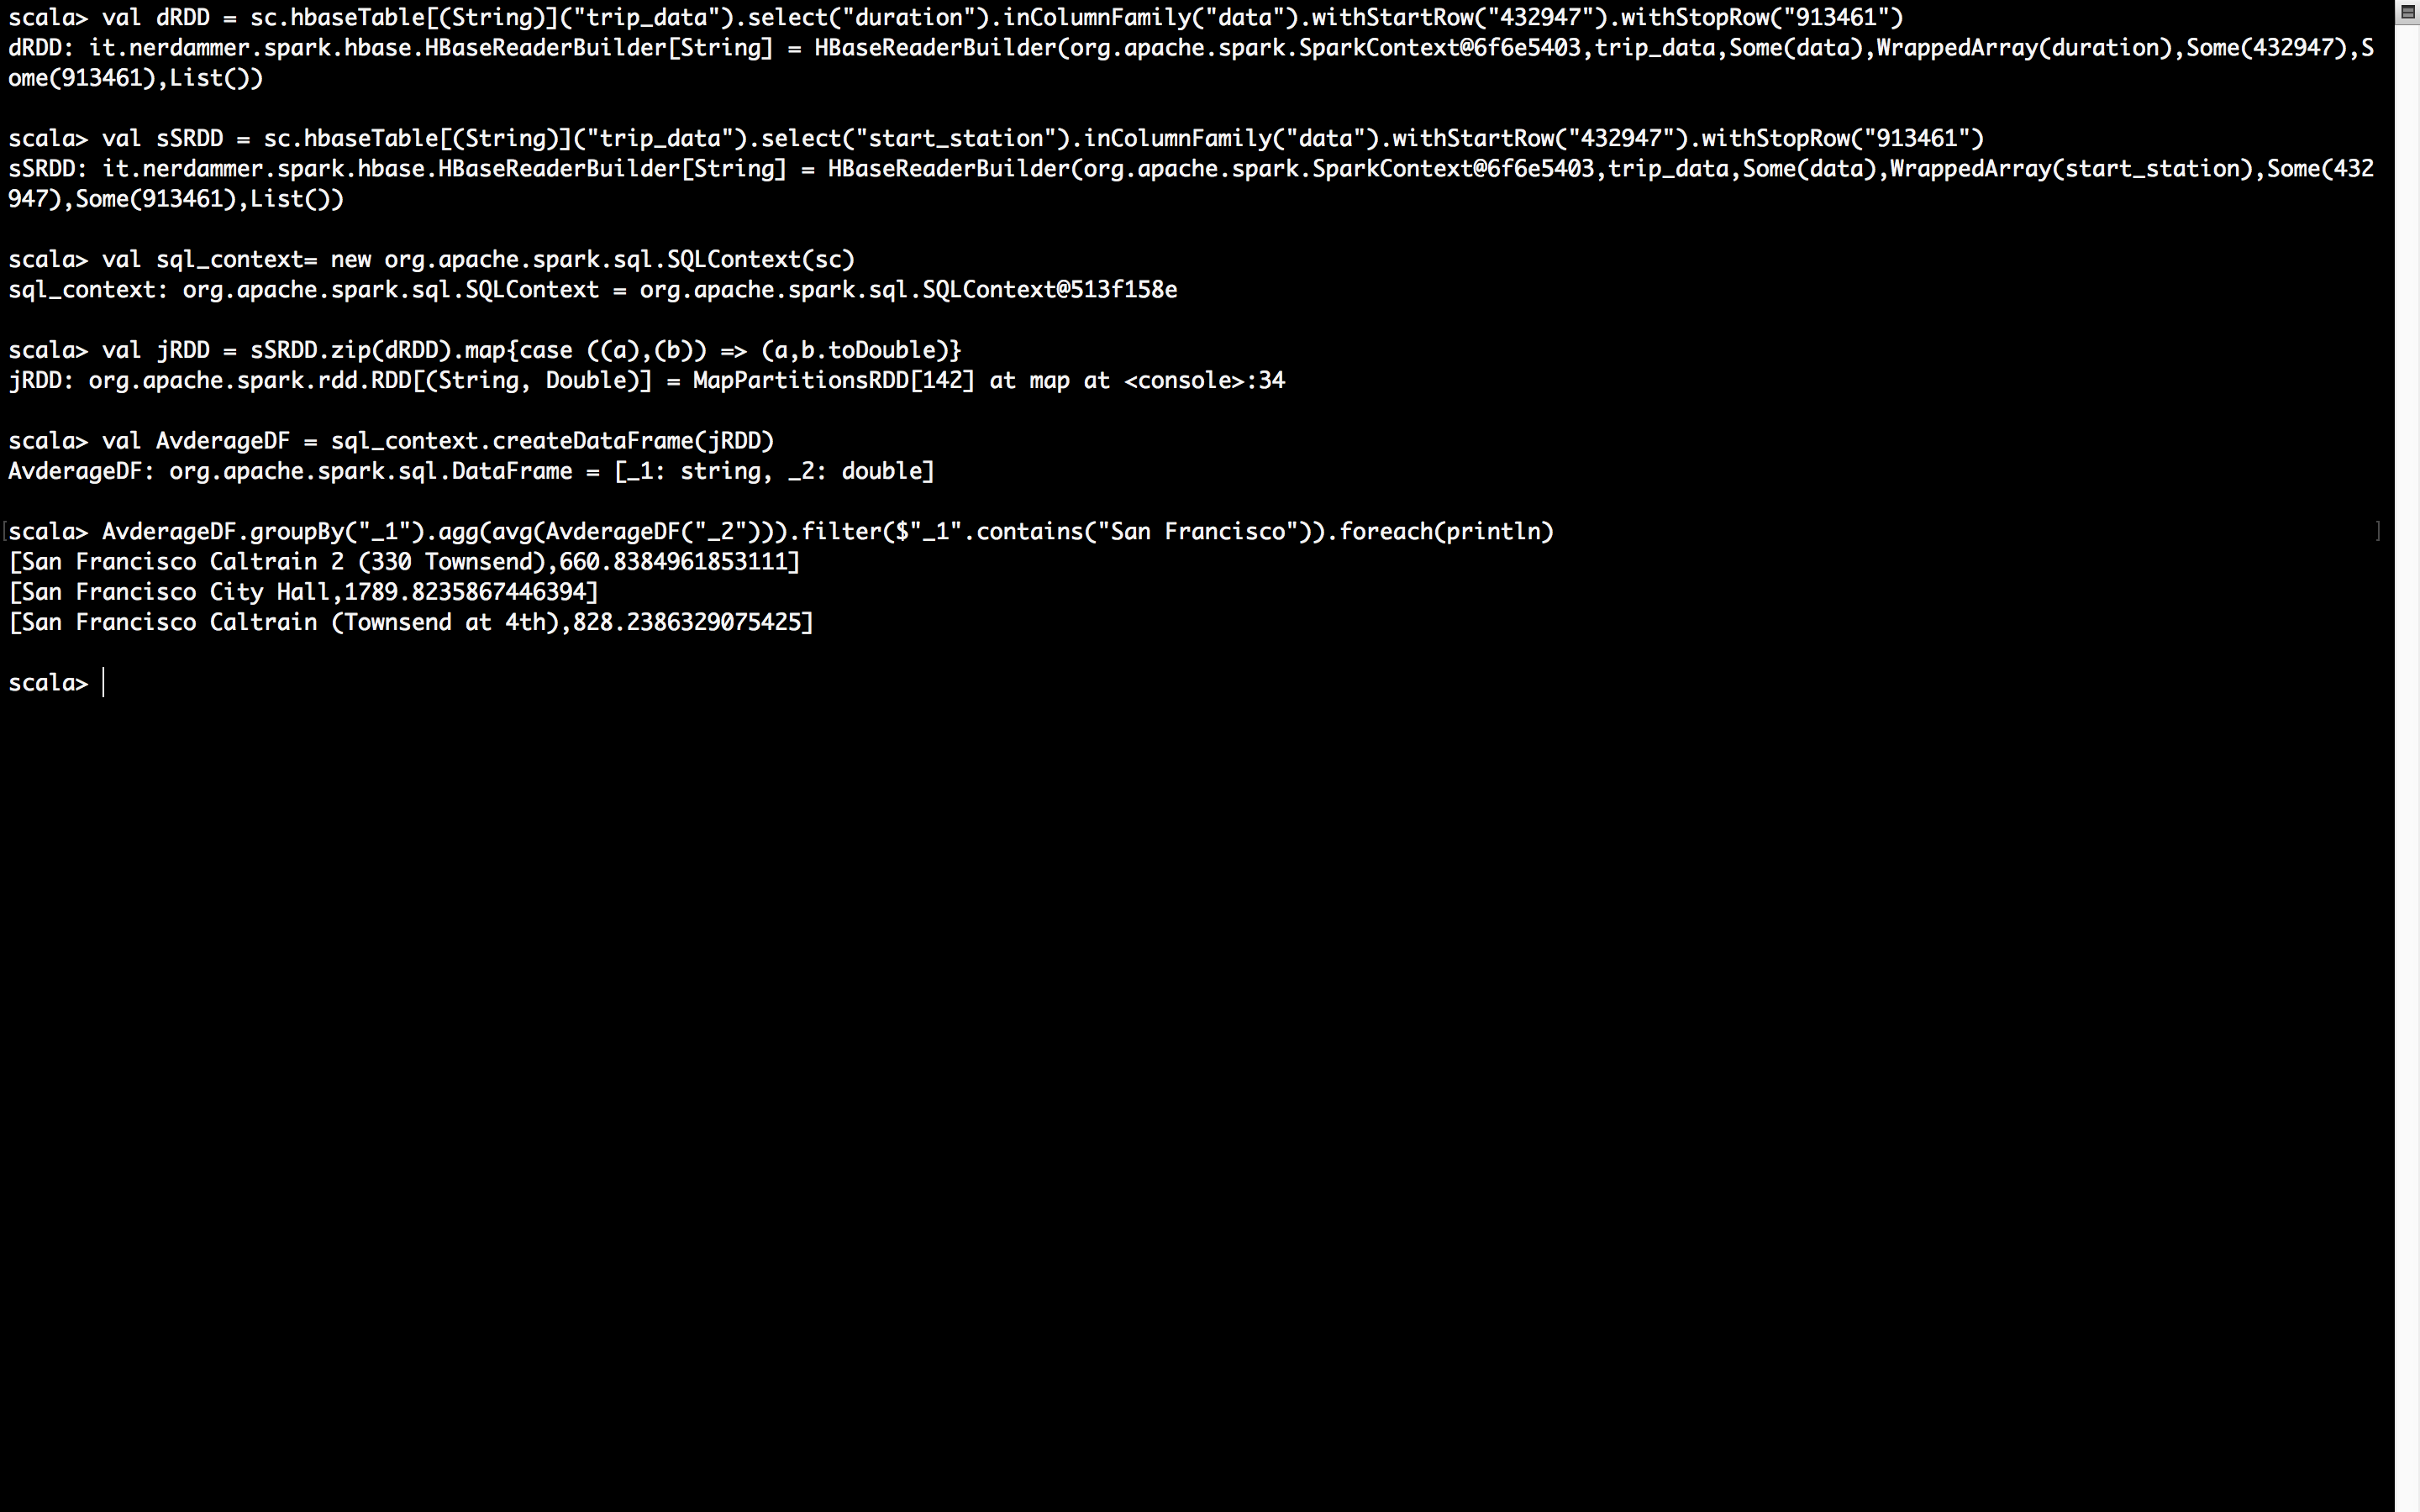 scala> val dRDD = sc.hbaseTable[(String)]("trip_data").select("duration").inColumnFamily("data").withStartRow("432947").withStopRow("913461")
dRDD: it.nerdammer.spark.hbase.HBaseReaderBuilder[String] = HBaseReaderBuilder(org.apache.spark.SparkContext@6f6e5403,trip_data,Some(data),WrappedArray(duration),Some(432947),S
ome(913461),List())
scala> val sSRDD = sc.hbaseTable[(String)]("trip_data").select("start_station").inColumnFamily("data").withStartRow("432947").withStopRow("913461")
sSRDD: it.nerdammer.spark.hbase.HBaseReaderBuilder[String] = HBaseReaderBuilder(org.apache.spark.SparkContext@6f6e5403,trip_data,Some(data),WrappedArray(start_station),Some(432
947),Some(913461),List())
scala> val sql_context= new org.apache.spark.sql.SQLContext(sc)
sql_context: org.apache.spark.sql.SQLContext = org.apache.spark.sql.SQLContext@513f158e
scala> val jRDD = sSRDD.zip(dRDD).map{case ((a),(b)) => (a,b.toDouble)}
jRDD: org.apache.spark.rdd.RDD[(String, Double)] = MapPartitionsRDD[142] at map at <console>:34
scala> val AvderageDF = sql_context.createDataFrame(jRDD)
AvderageDF: org.apache.spark.sql.DataFrame = [_1: string, _2: double]
[scala> AvderageDF.groupBy("_1").agg(avg(AvderageDF("_2"))).filter($"_1".contains("San Francisco")).foreach(println) ]
[San Francisco Caltrain 2 (330 Townsend),660.8384961853111]
[San Francisco City Hall,1789.8235867446394]
[San Francisco Caltrain (Townsend at 4th),828.2386329075425]
scala>